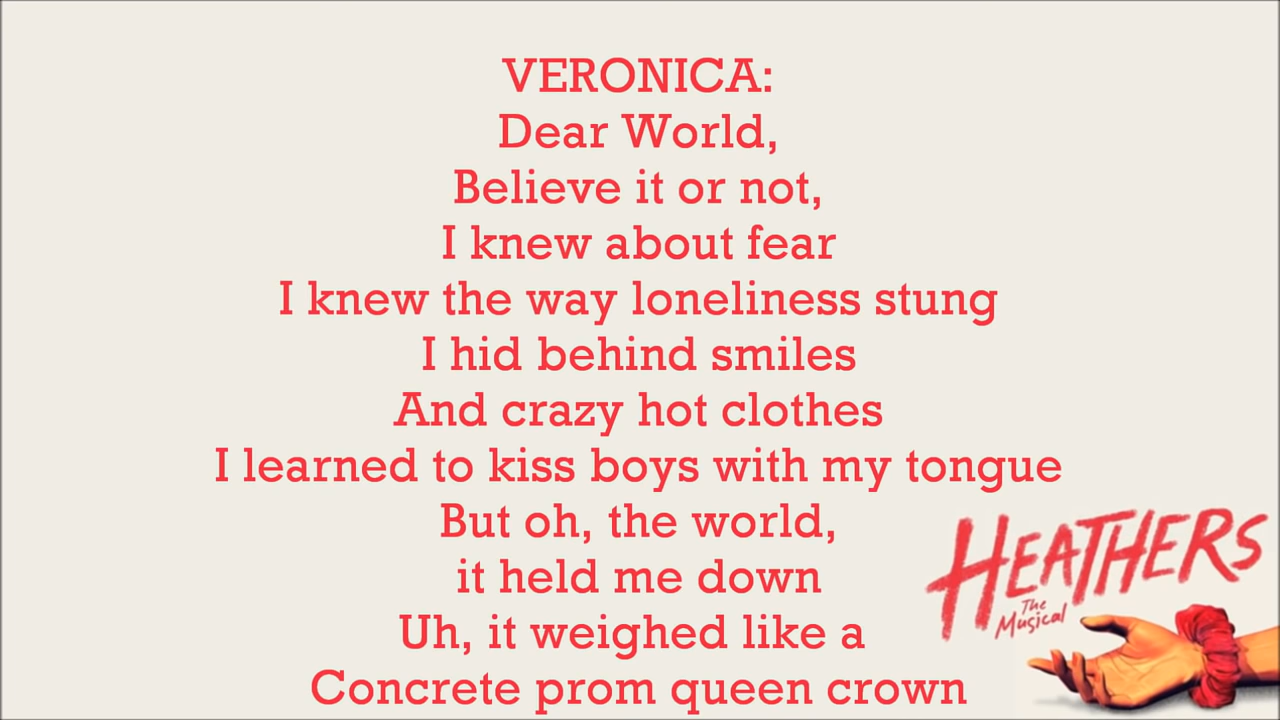 VERONICA:
Dear World,
Believe it or not,
I knew about fear
I knew the way loneliness stung
I hid behind smiles
And crazy hot clothes
I learned to kiss boys with my tongue
But oh, the world,
it held me down
Uh, it weighed like a
Concrete prom queen crown
HEATHERS
The
Musical